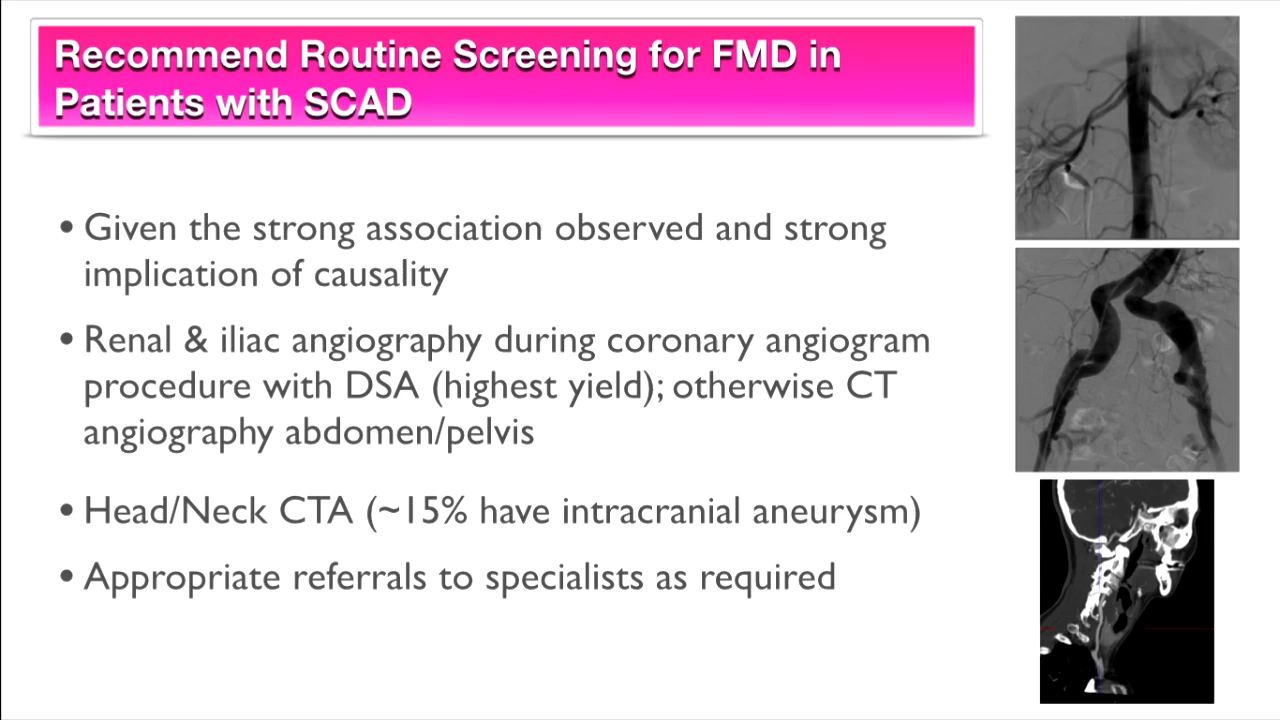 Recommend Routine Screening for FMD in
Patients with SCAD
• Given the strong association observed and strong
implication of causality
• Renal & iliac angiography during coronary angiogram
procedure with DSA (highest yield); otherwise CT
angiography abdomen/pelvis
• Head/Neck CTA (~15% have intracranial aneurysm)
• Appropriate referrals to specialists as required